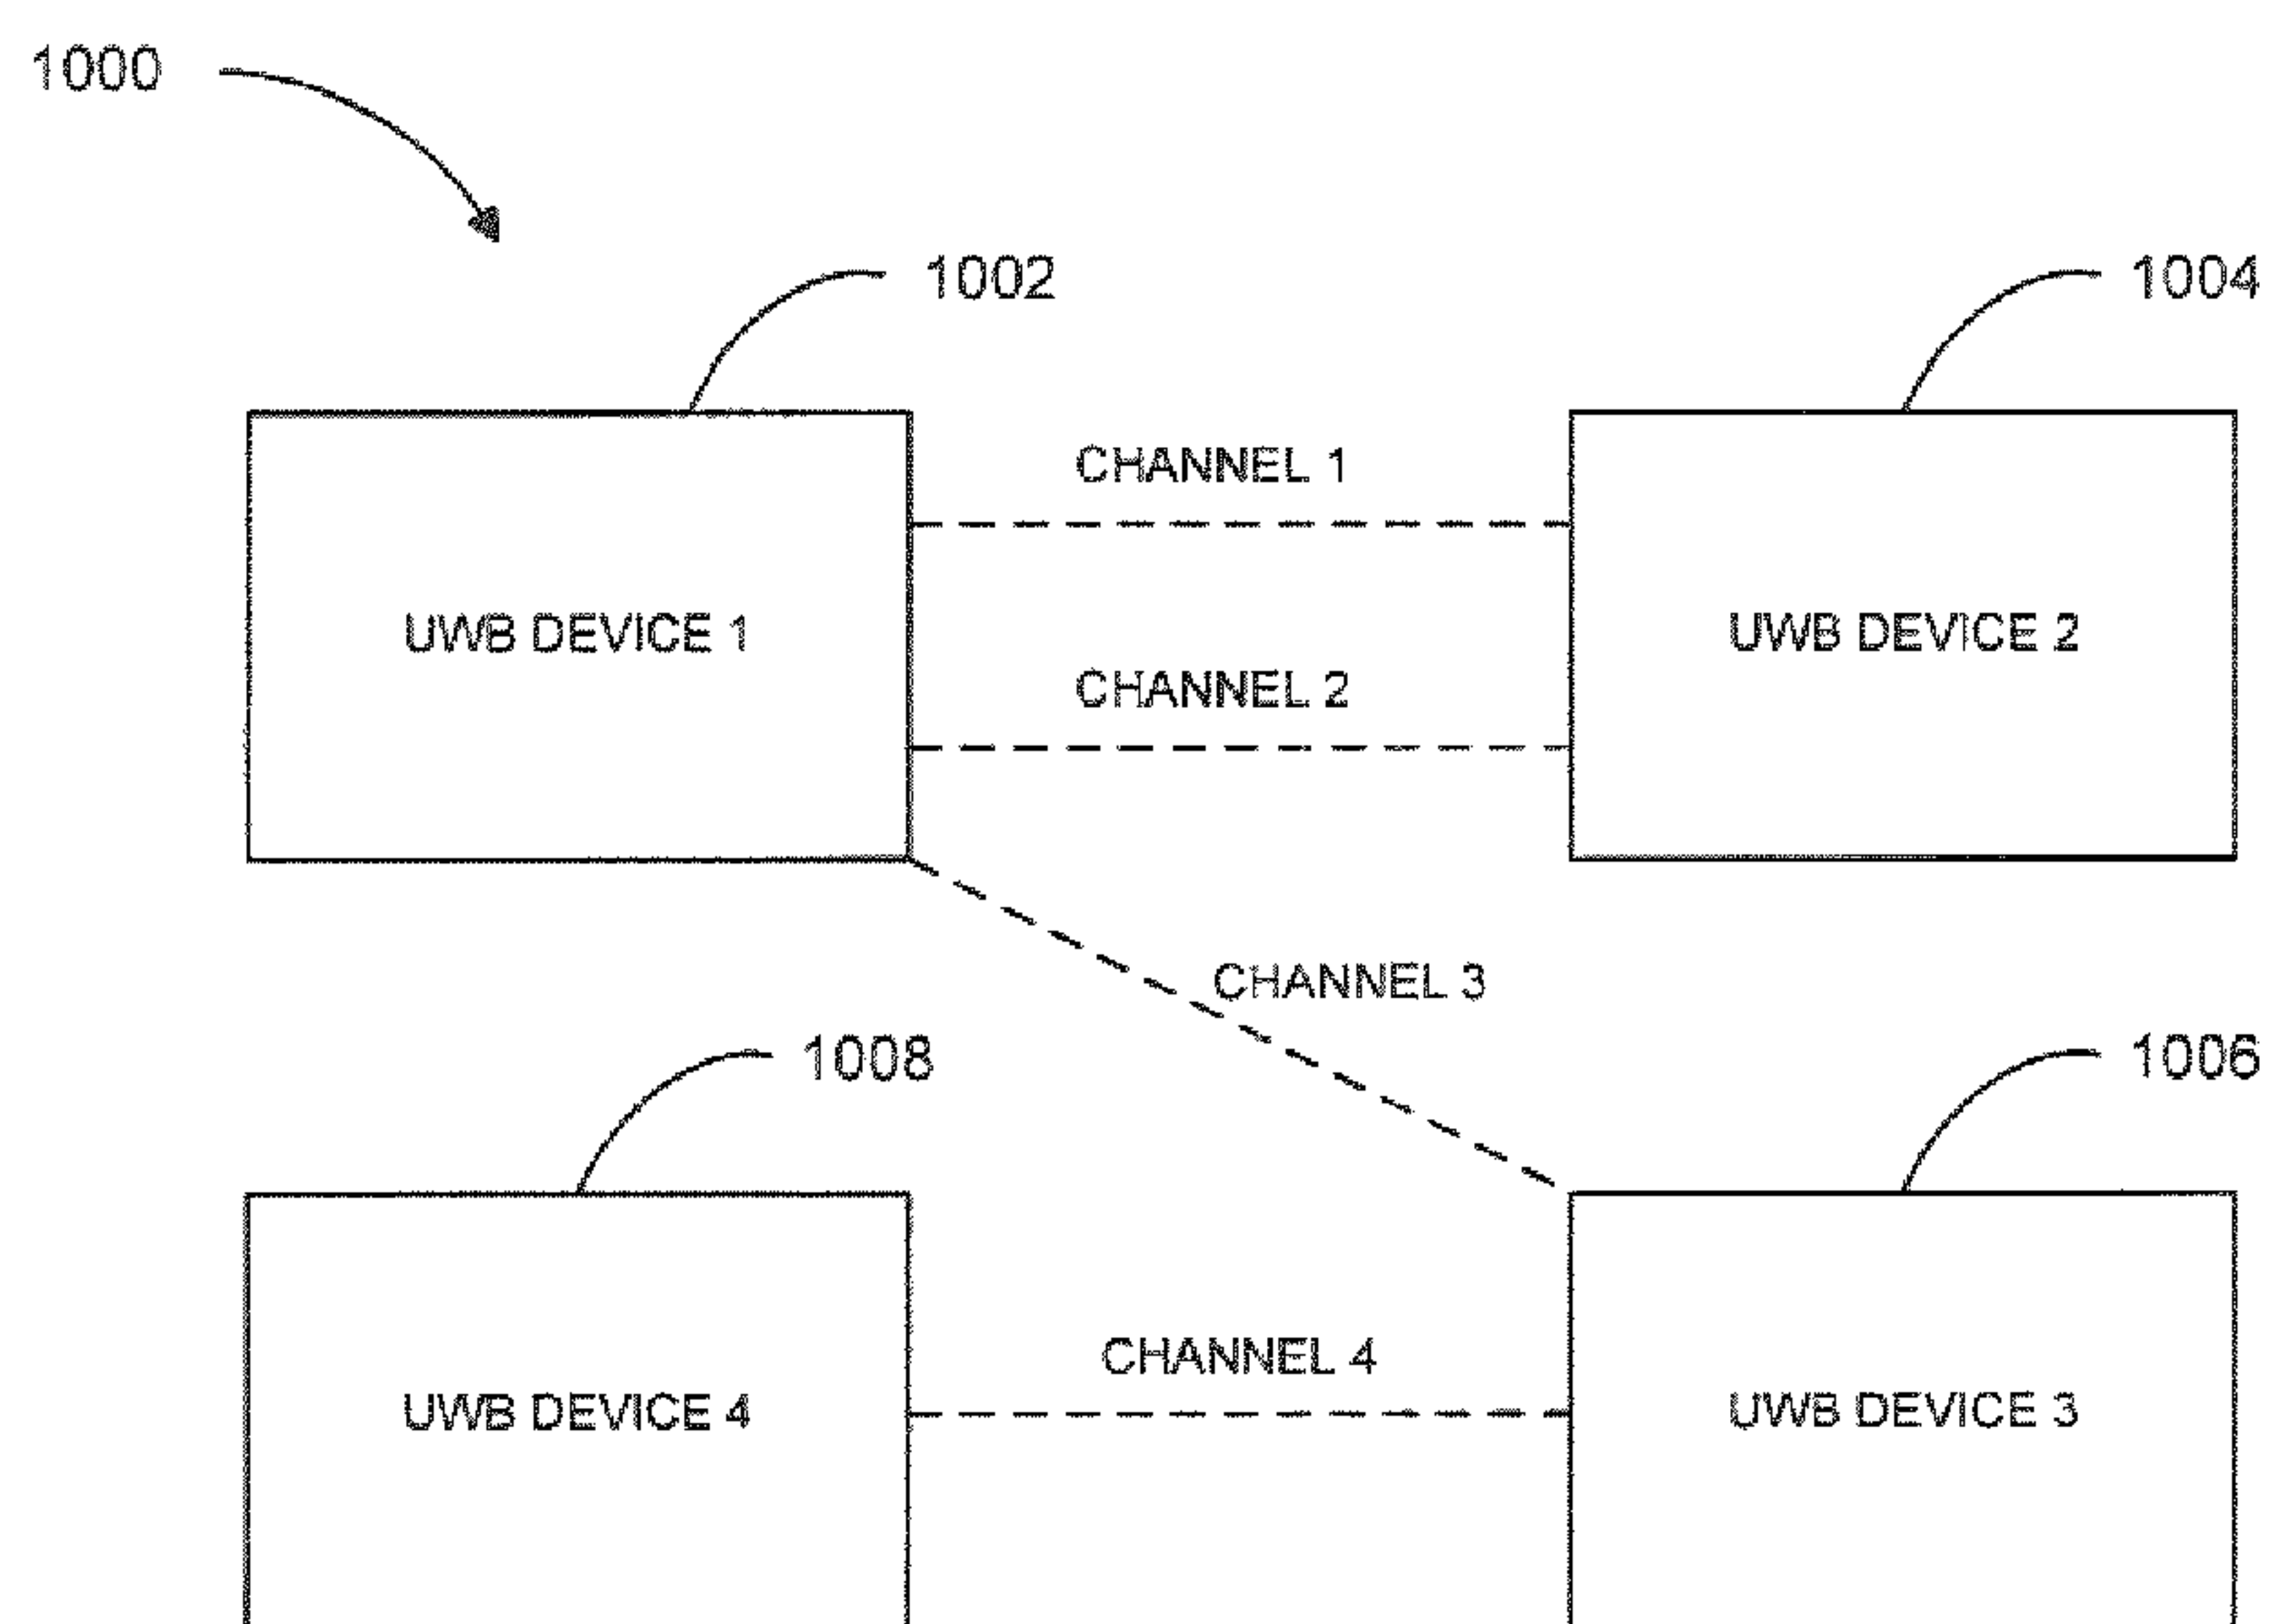 1000
1002
1004
CHANNEL 1
UWB DEVICE 1
UWB DEVICE 2
CHANNEL 2
CHANNEL 3
1008
1006
CHANNEL 4
UWB DEVICE 4
UWB DEVICE 3